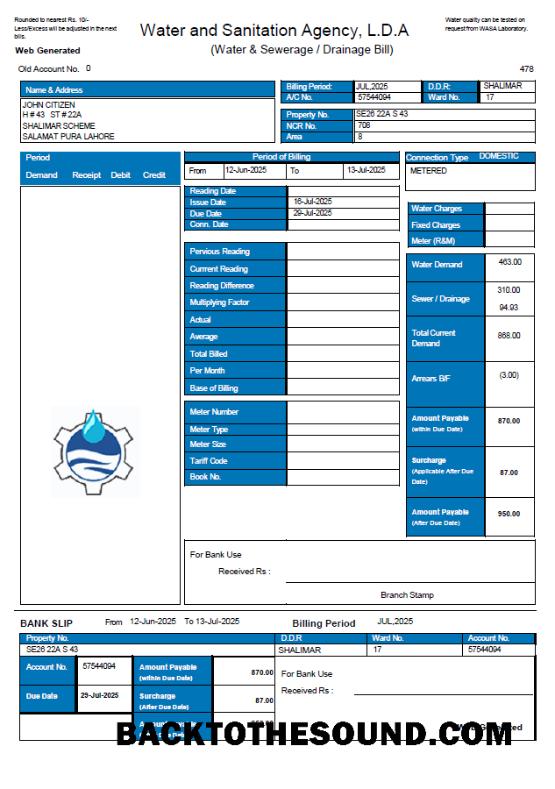 Rounded to nearest Rs. 10/-
Less/Excess will be adjusted in the next
bills.
Web Generated
Water and Sanitation Agency, L.D.A
(Water & Sewerage / Drainage Bill)
Water quality can be tested on
request from WASA Laboratory.
Old Account No. 0
478
Name & Address
JOHN CITIZEN
H # 43 ST # 22A
SHALIMAR SCHEME
SALAMAT PURA LAHORE
Billing Period: JUL,2025 D.D.R: SHALIMAR
A/C No. 57544094 Ward No. 17
Property No. SE26 22A S 43
NCR No. 708
Area 8
Period
Demand Receipt Debit Credit
Period of Billing
From 12-Jun-2025 To 13-Jul-2025
Connection Type DOMESTIC
METERED
Reading Date
Issue Date 16-Jul-2025
Due Date 29-Jul-2025
Conn. Date
Water Charges
Fixed Charges
Meter (R&M)
Pervious Reading
Currrent Reading
Reading Difference
Multiplying Factor
Actual
Average
Total Billed
Per Month
Base of Billing
Meter Number
Meter Type
Meter Size
Tariff Code
Book No.
Water Demand 463.00
Sewer / Drainage 310.00
94.93
Total Current
Demand 868.00
Arrears B/F (3.00)
Amount Payable
(within Due Date) 870.00
Surcharge
(Applicable After Due
Date) 87.00
Amount Payable
(After Due Date) 950.00
For Bank Use
Received Rs :
Branch Stamp
BANK SLIP From 12-Jun-2025 To 13-Jul-2025 Billing Period JUL,2025
Property No. D.D.R Ward No. Account No.
SE26 22A S 43 SHALIMAR 17 57544094
Account No. 57544094
Amount Payable
(within Due Date) 870.00
Due Date 29-Jul-2025
Surcharge
(After Due Date) 87.00
For Bank Use
Received Rs :
BACKTOTHESOUND.COM